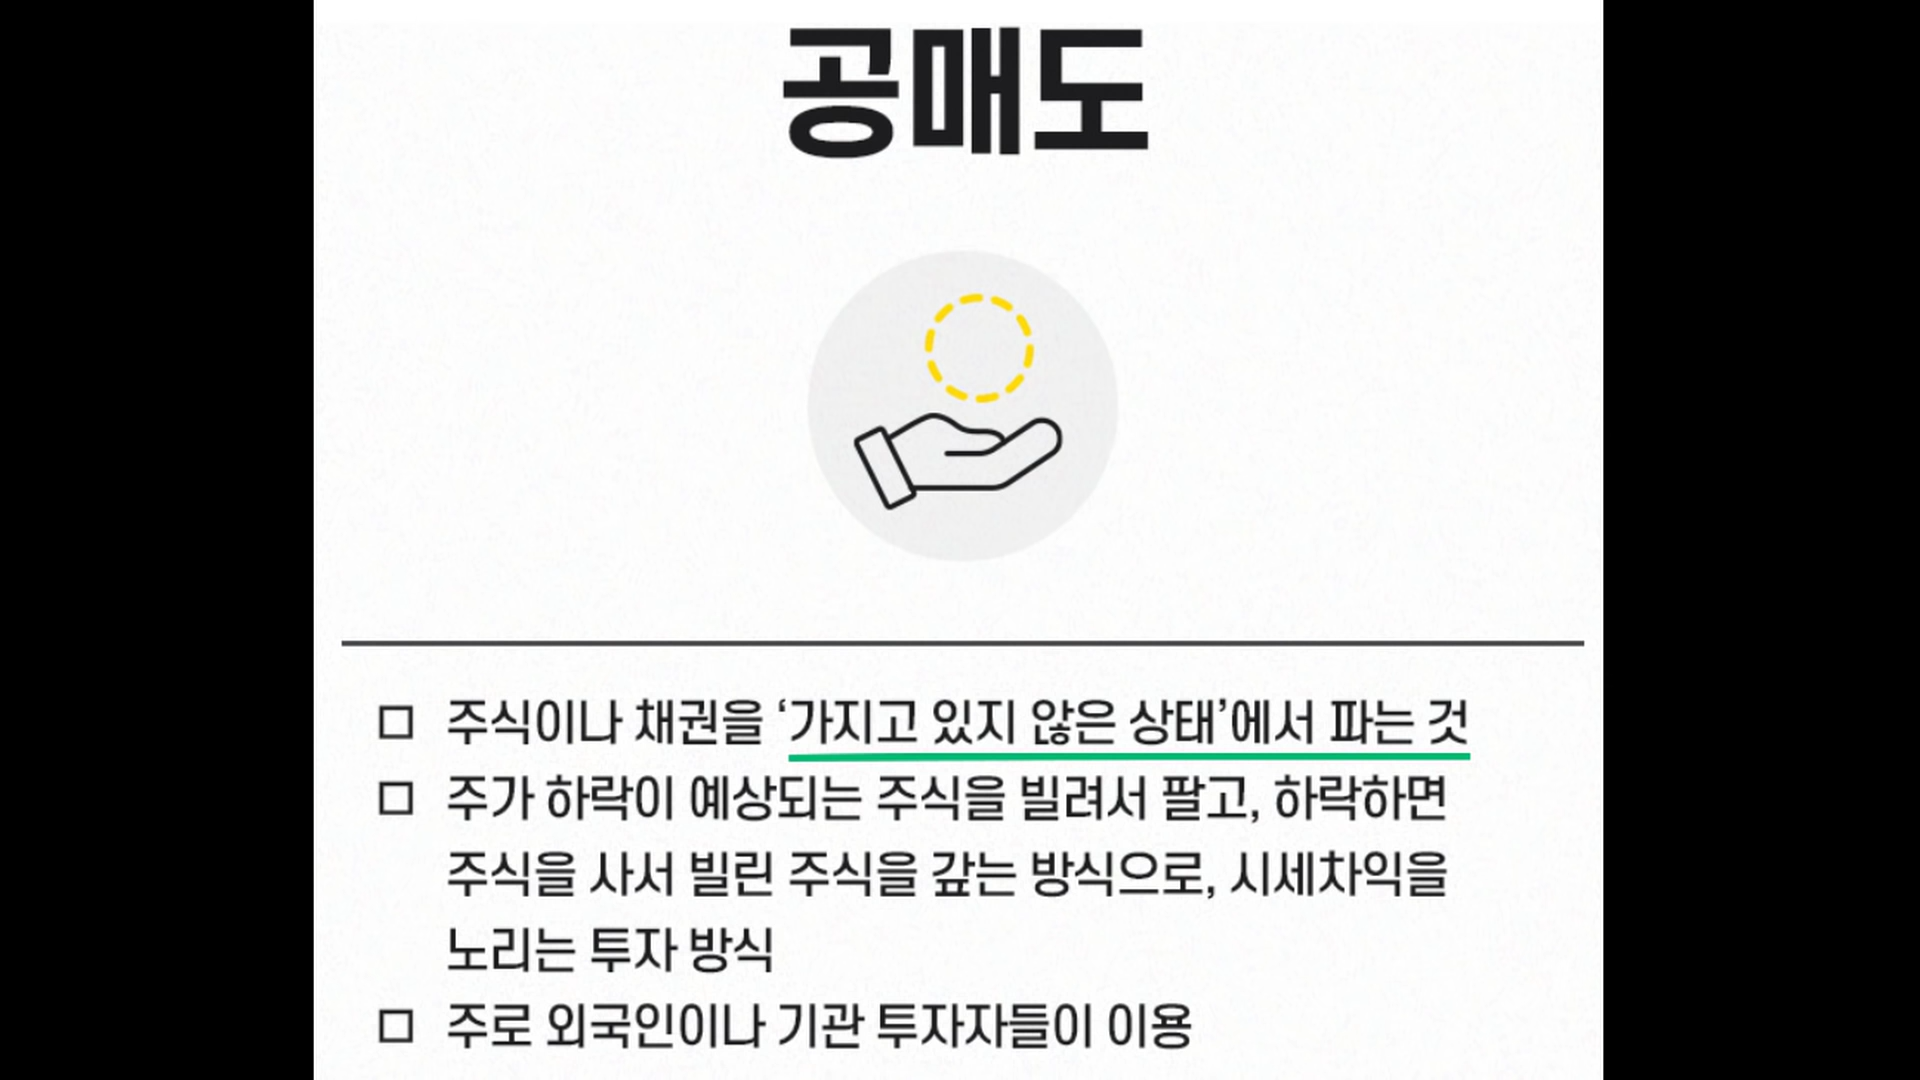 공매도
주식이나 채권을 ‘가지고 있지 않은 상태’에서 파는 것
주가 하락이 예상되는 주식을 빌려서 팔고, 하락하면
주식을 사서 빌린 주식을 갚는 방식으로, 시세차익을
노리는 투자 방식
주로 외국인이나 기관 투자자들이 이용